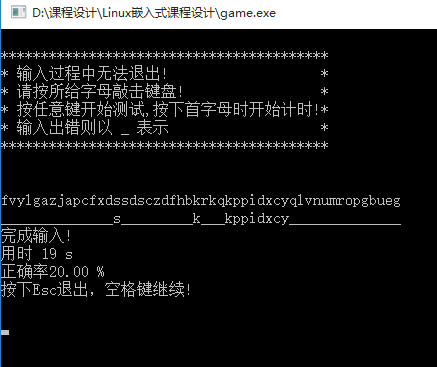 *****************************************
* 输入过程中无法退出! *
* 请按所给字母敲击键盘! *
* 按任意键开始测试,按下首字母时开始计时!*
* 输入出错则以 _ 表示 *
*****************************************
fvylgazjapcfxdssdsczdfhbkrkqkppidxcyqlvnumropgbueg
______________s_________k___kppidxcy______________
完成输入!
用时 19 s
正确率20.00 %
按下Esc退出，空格键继续!
D:\课程设计\Linux嵌入式课程设计\game.exe